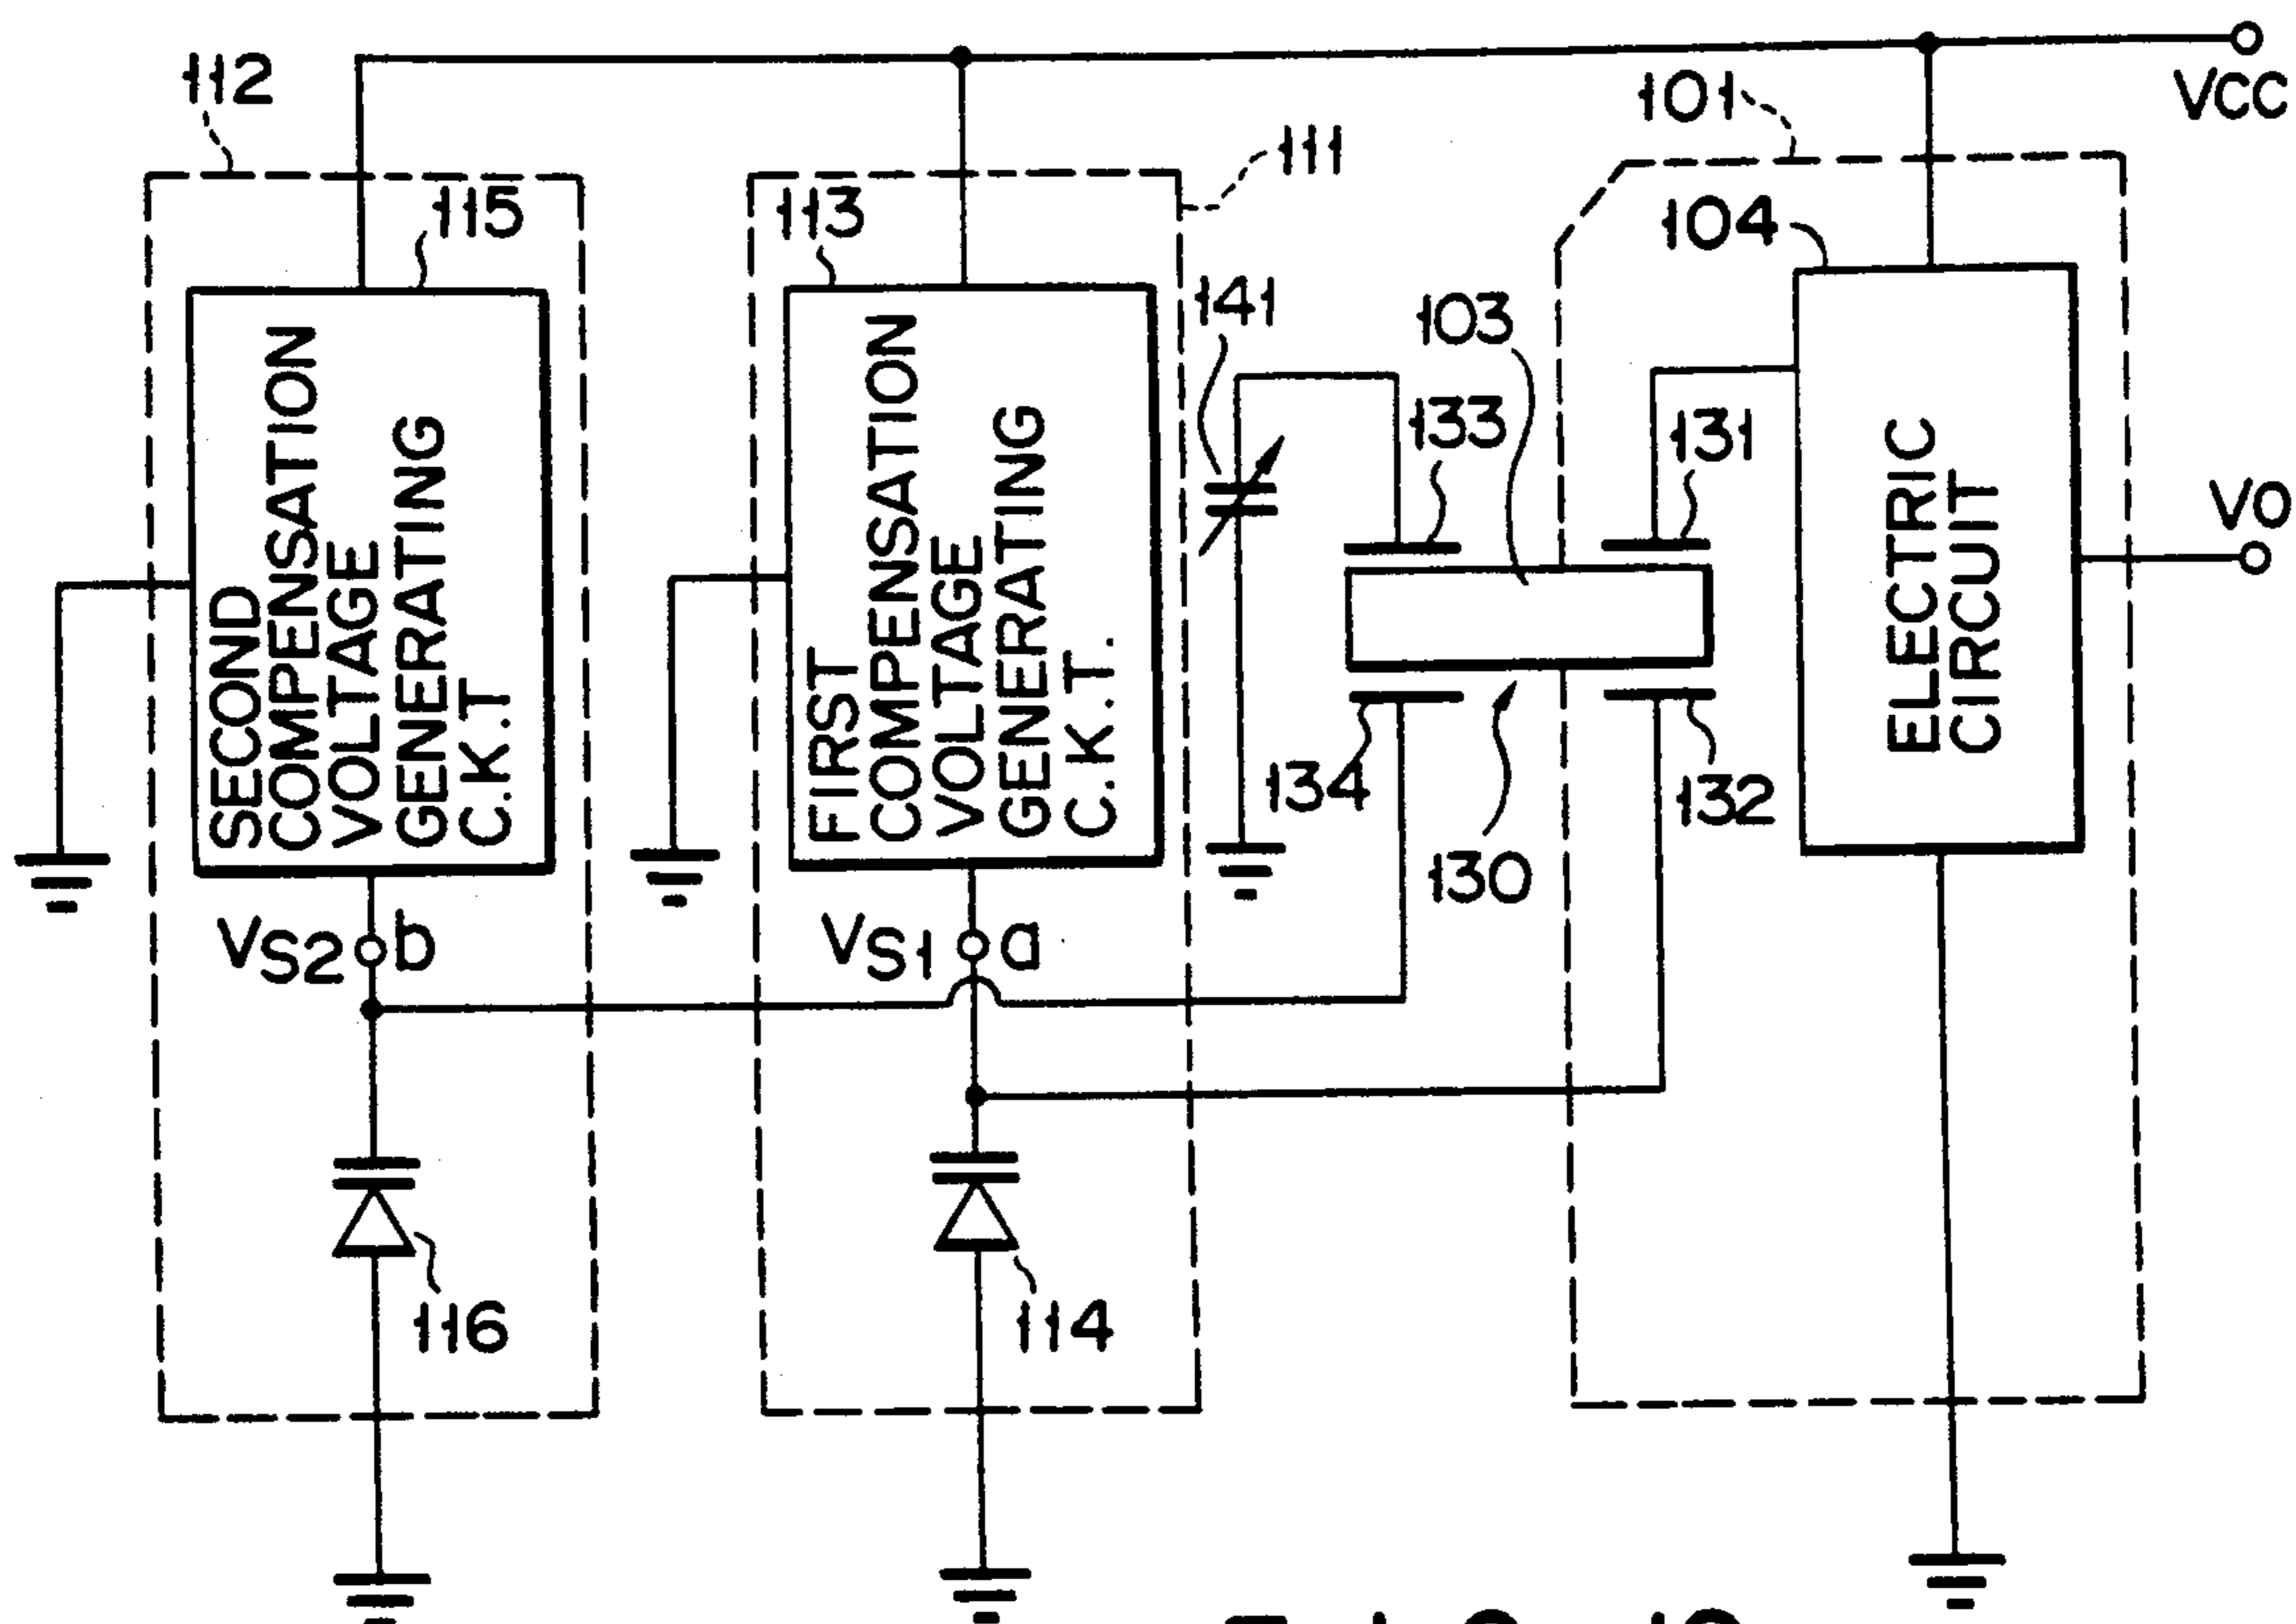 112
101
VCC
111
115
113
104
141
103
133
131
VO
SECOND
COMPENSATION
VOLTAGE
GENERATING
C.K.T
FIRST
COMPENSATION
VOLTAGE
GENERATING
C.K.T.
ELECTRIC
CIRCUIT
134
132
130
VS2
b
VS1
a
116
114